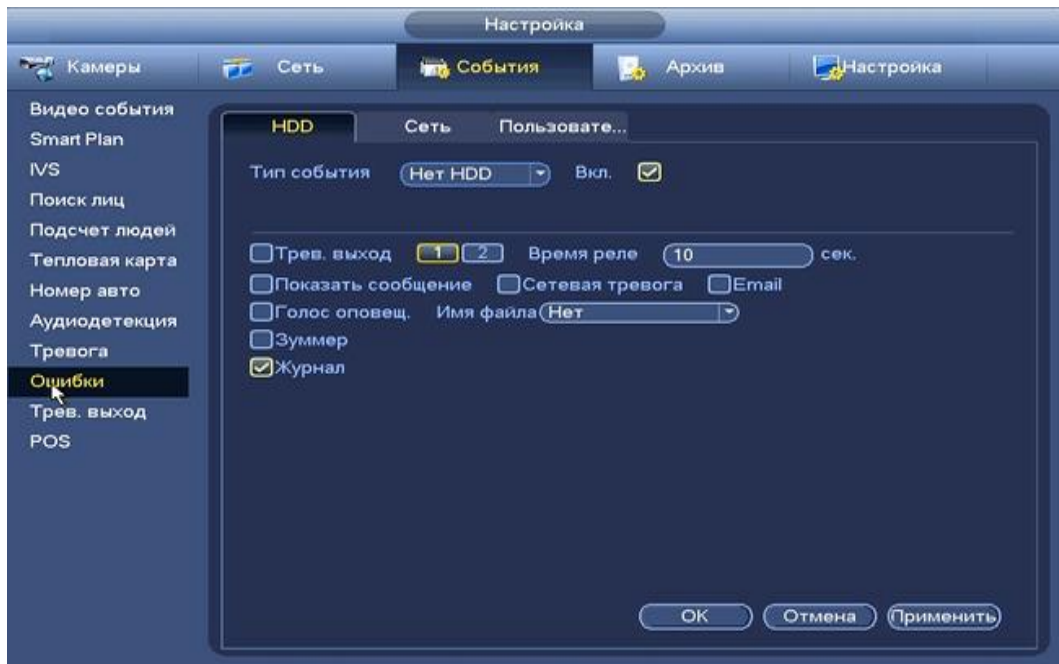 Настройка
Камеры Сеть События Архив Настройка
Видео события
Smart Plan
IVS
Поиск лиц
Подсчет людей
Тепловая карта
Номер авто
Аудиодетекция
Тревога
Ошибки
Трев. выход
POS
HDD Сеть Пользовате...
Тип события Нет HDD Вкл.
Трев. выход 1 2 Время реле 10 сек.
Показать сообщение Сетевая тревога Email
Голос оповещ. Имя файла Нет
Зуммер
Журнал
OK Отмена Применить